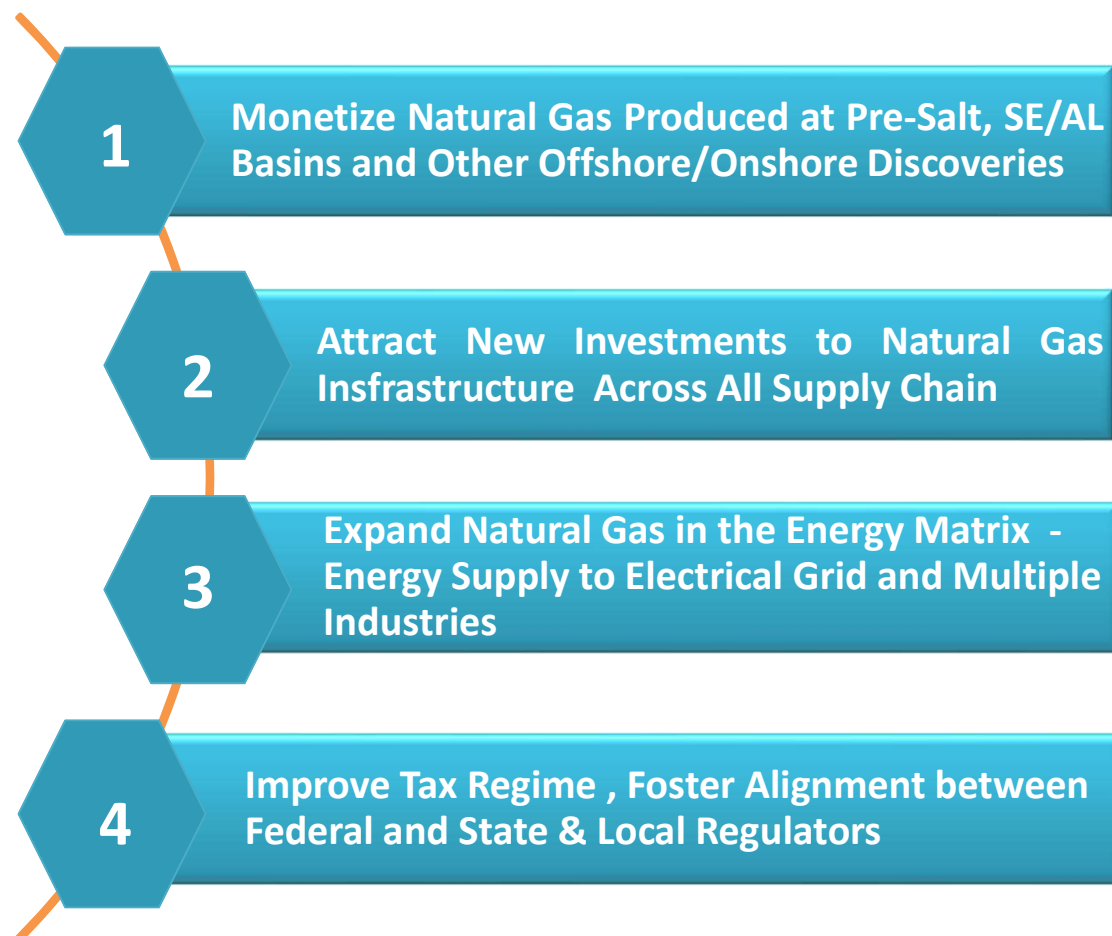 1
Monetize Natural Gas Produced at Pre-Salt, SE/AL
Basins and Other Offshore/Onshore Discoveries
2
Attract New Investments to Natural Gas
Insfrastructure Across All Supply Chain
3
Expand Natural Gas in the Energy Matrix -
Energy Supply to Electrical Grid and Multiple
Industries
4
Improve Tax Regime , Foster Alignment between
Federal and State & Local Regulators